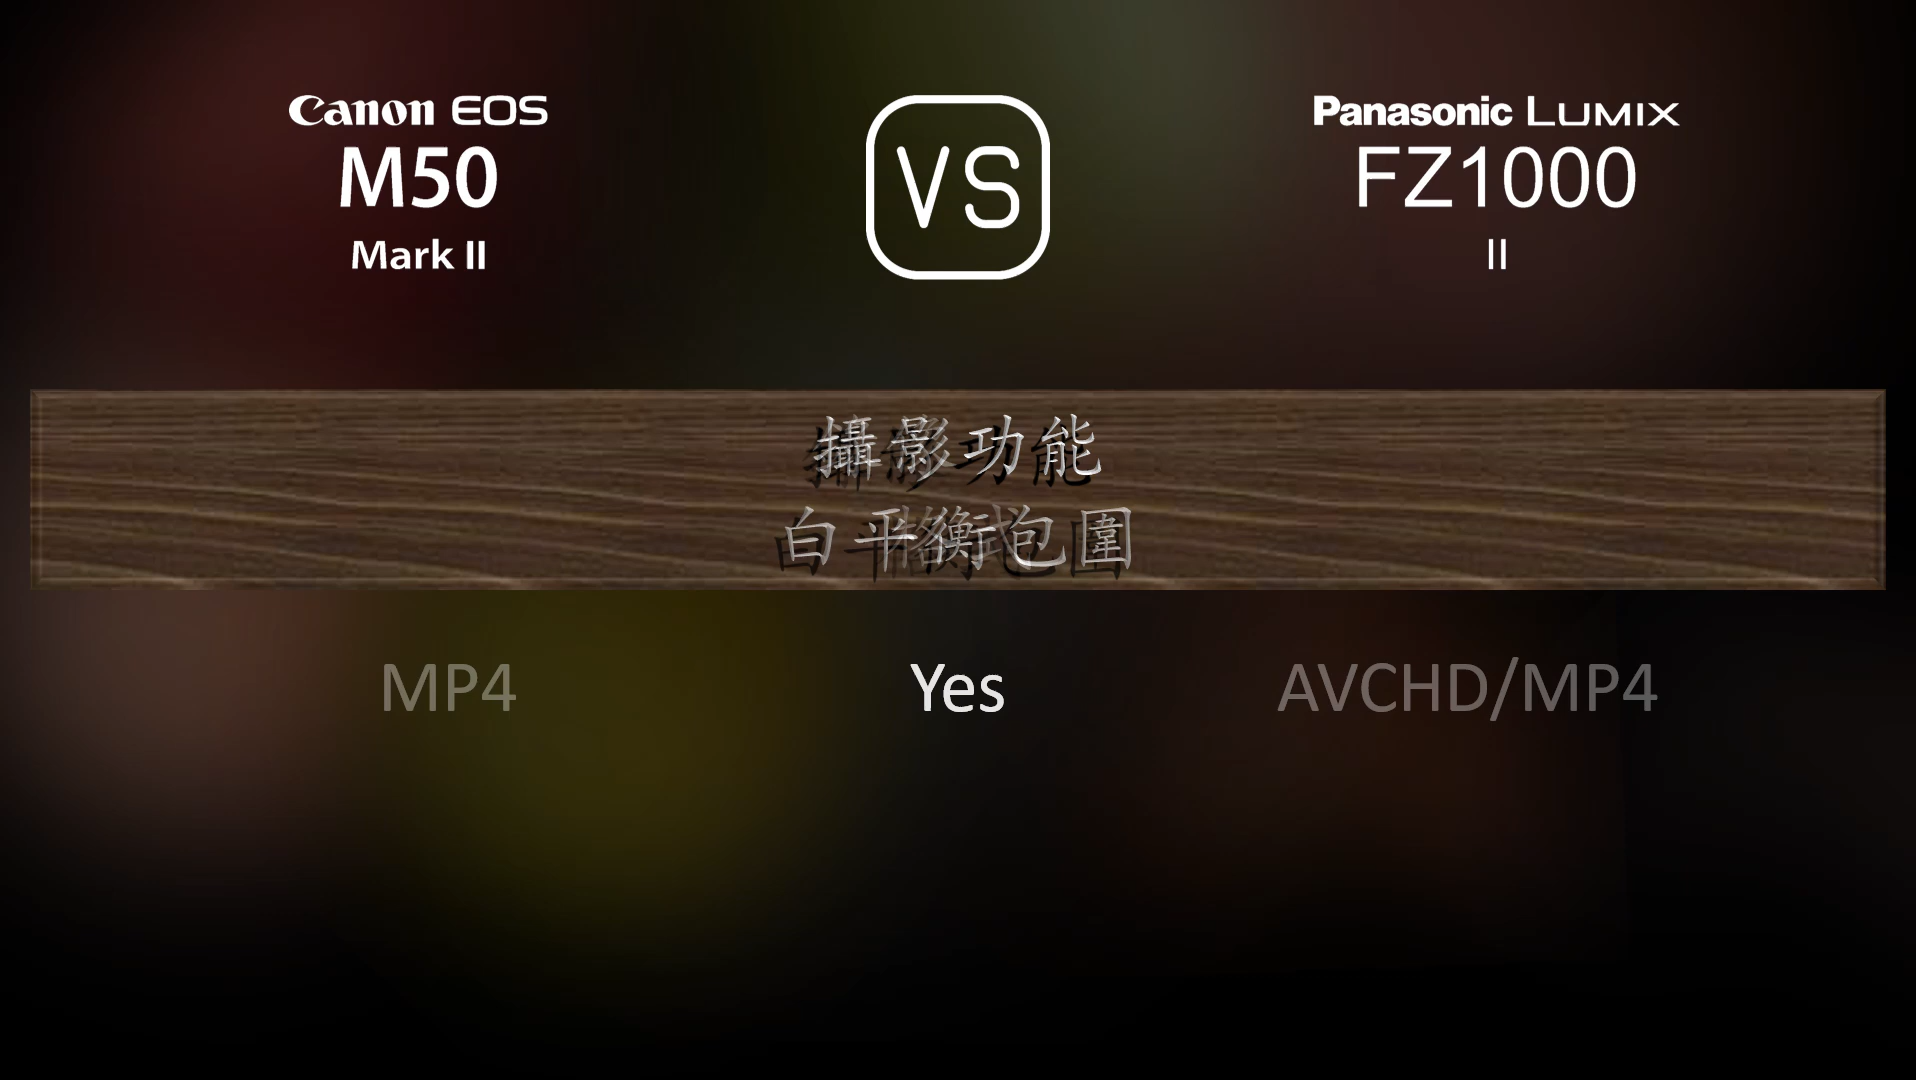 Canon EOS
M50
Mark II
VS
Panasonic LUMIX
FZ1000
II
攝影功能
白平衡包圍
MP4
Yes
AVCHD/MP4